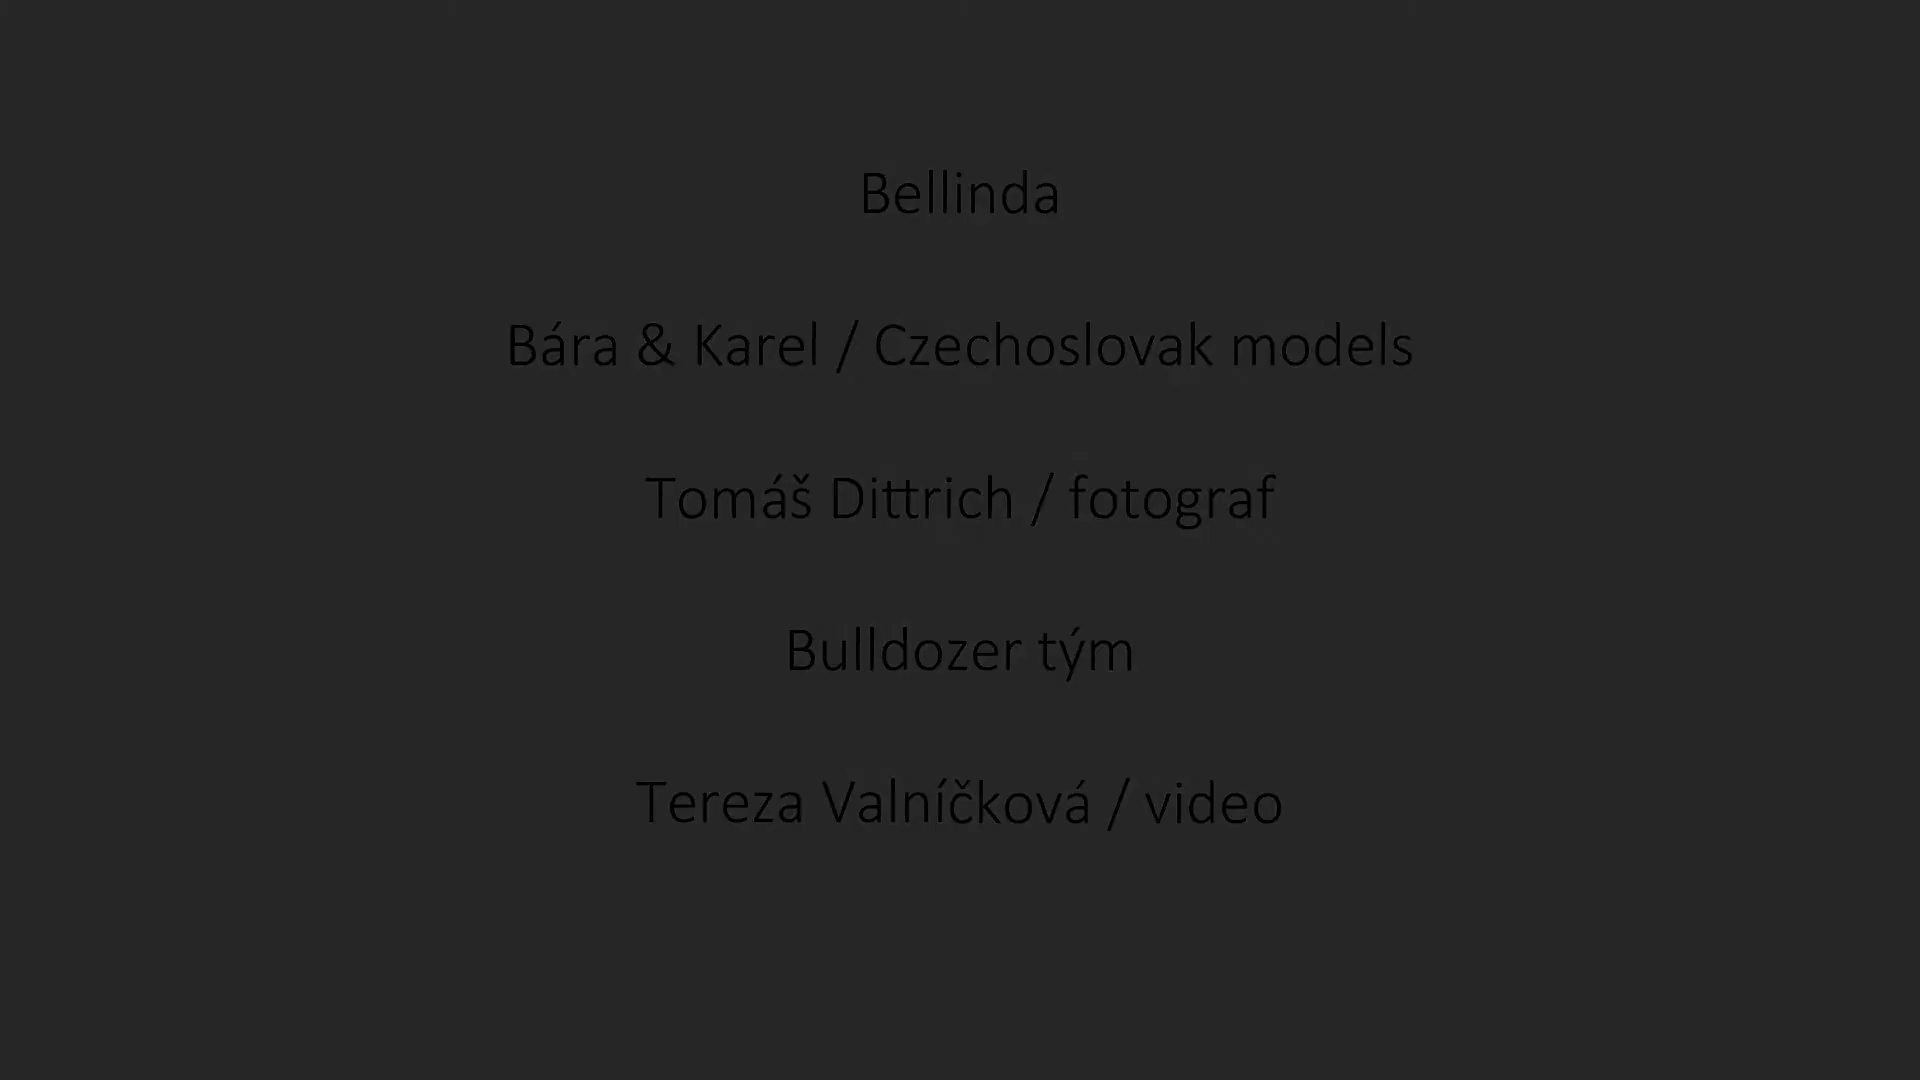 Bellinda
Bára & Karel / Czechoslovak models
Tomáš Dittrich / fotograf
Bulldozer tým
Tereza Valníčková / video